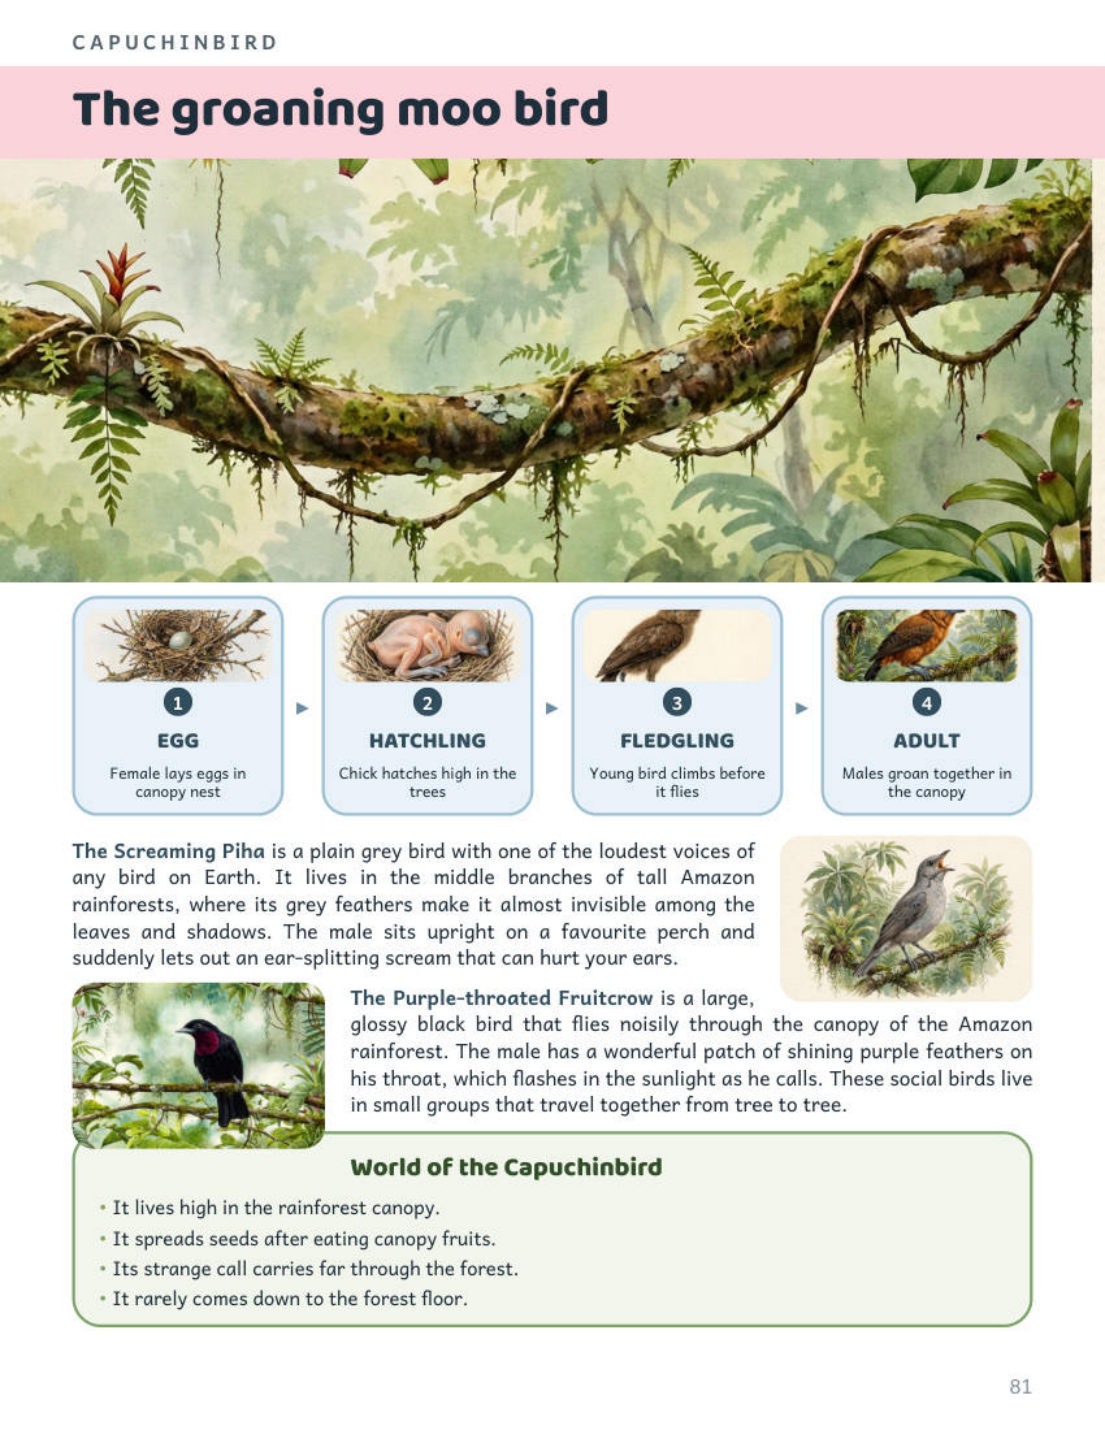 CAPUCHINBIRD
The groaning moo bird
1
EGG
Female lays eggs in
canopy nest
2
HATCHLING
Chick hatches high in the
trees
3
FLEDGLING
Young bird climbs before
it flies
4
ADULT
Males groan together in
the canopy
The Screaming Piha is a plain grey bird with one of the loudest voices of
any bird on Earth. It lives in the middle branches of tall Amazon
rainforests, where its grey feathers make it almost invisible among the
leaves and shadows. The male sits upright on a favourite perch and
suddenly lets out an ear-splitting scream that can hurt your ears.
The Purple-throated Fruitcrow is a large,
glossy black bird that flies noisily through the canopy of the Amazon
rainforest. The male has a wonderful patch of shining purple feathers on
his throat, which flashes in the sunlight as he calls. These social birds live
in small groups that travel together from tree to tree.
World of the Capuchinbird
• It lives high in the rainforest canopy.
• It spreads seeds after eating canopy fruits.
• Its strange call carries far through the forest.
• It rarely comes down to the forest floor.
81